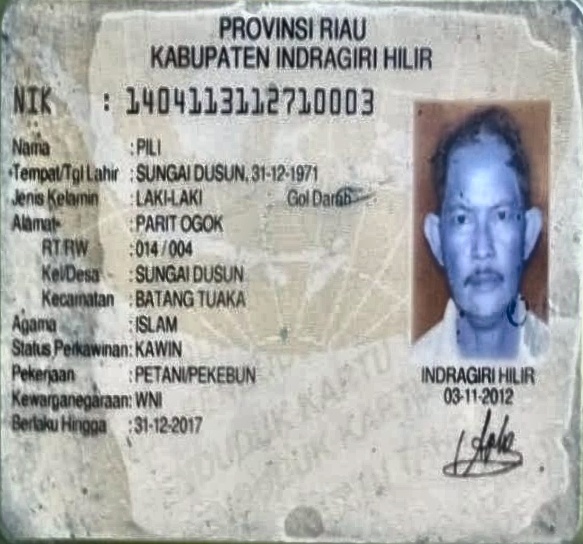 PROVINSI RIAU
KABUPATEN INDRAGIRI HILIR
NIK : 1404113112710003
Nama : PILI
Tempat/Tgl Lahir : SUNGAI DUSUN, 31-12-1971
Jenis Kelamin : LAKI-LAKI Gol Darah
Alamat : PARIT OGOK
RT/RW : 014 / 004
Kel/Desa : SUNGAI DUSUN
Kecamatan : BATANG TUAKA
Agama : ISLAM
Status Perkawinan: KAWIN
Pekerjaan : PETANI/PEKEBUN
Kewarganegaraan: WNI
Berlaku Hingga : 31-12-2017
INDRAGIRI HILIR
03-11-2012